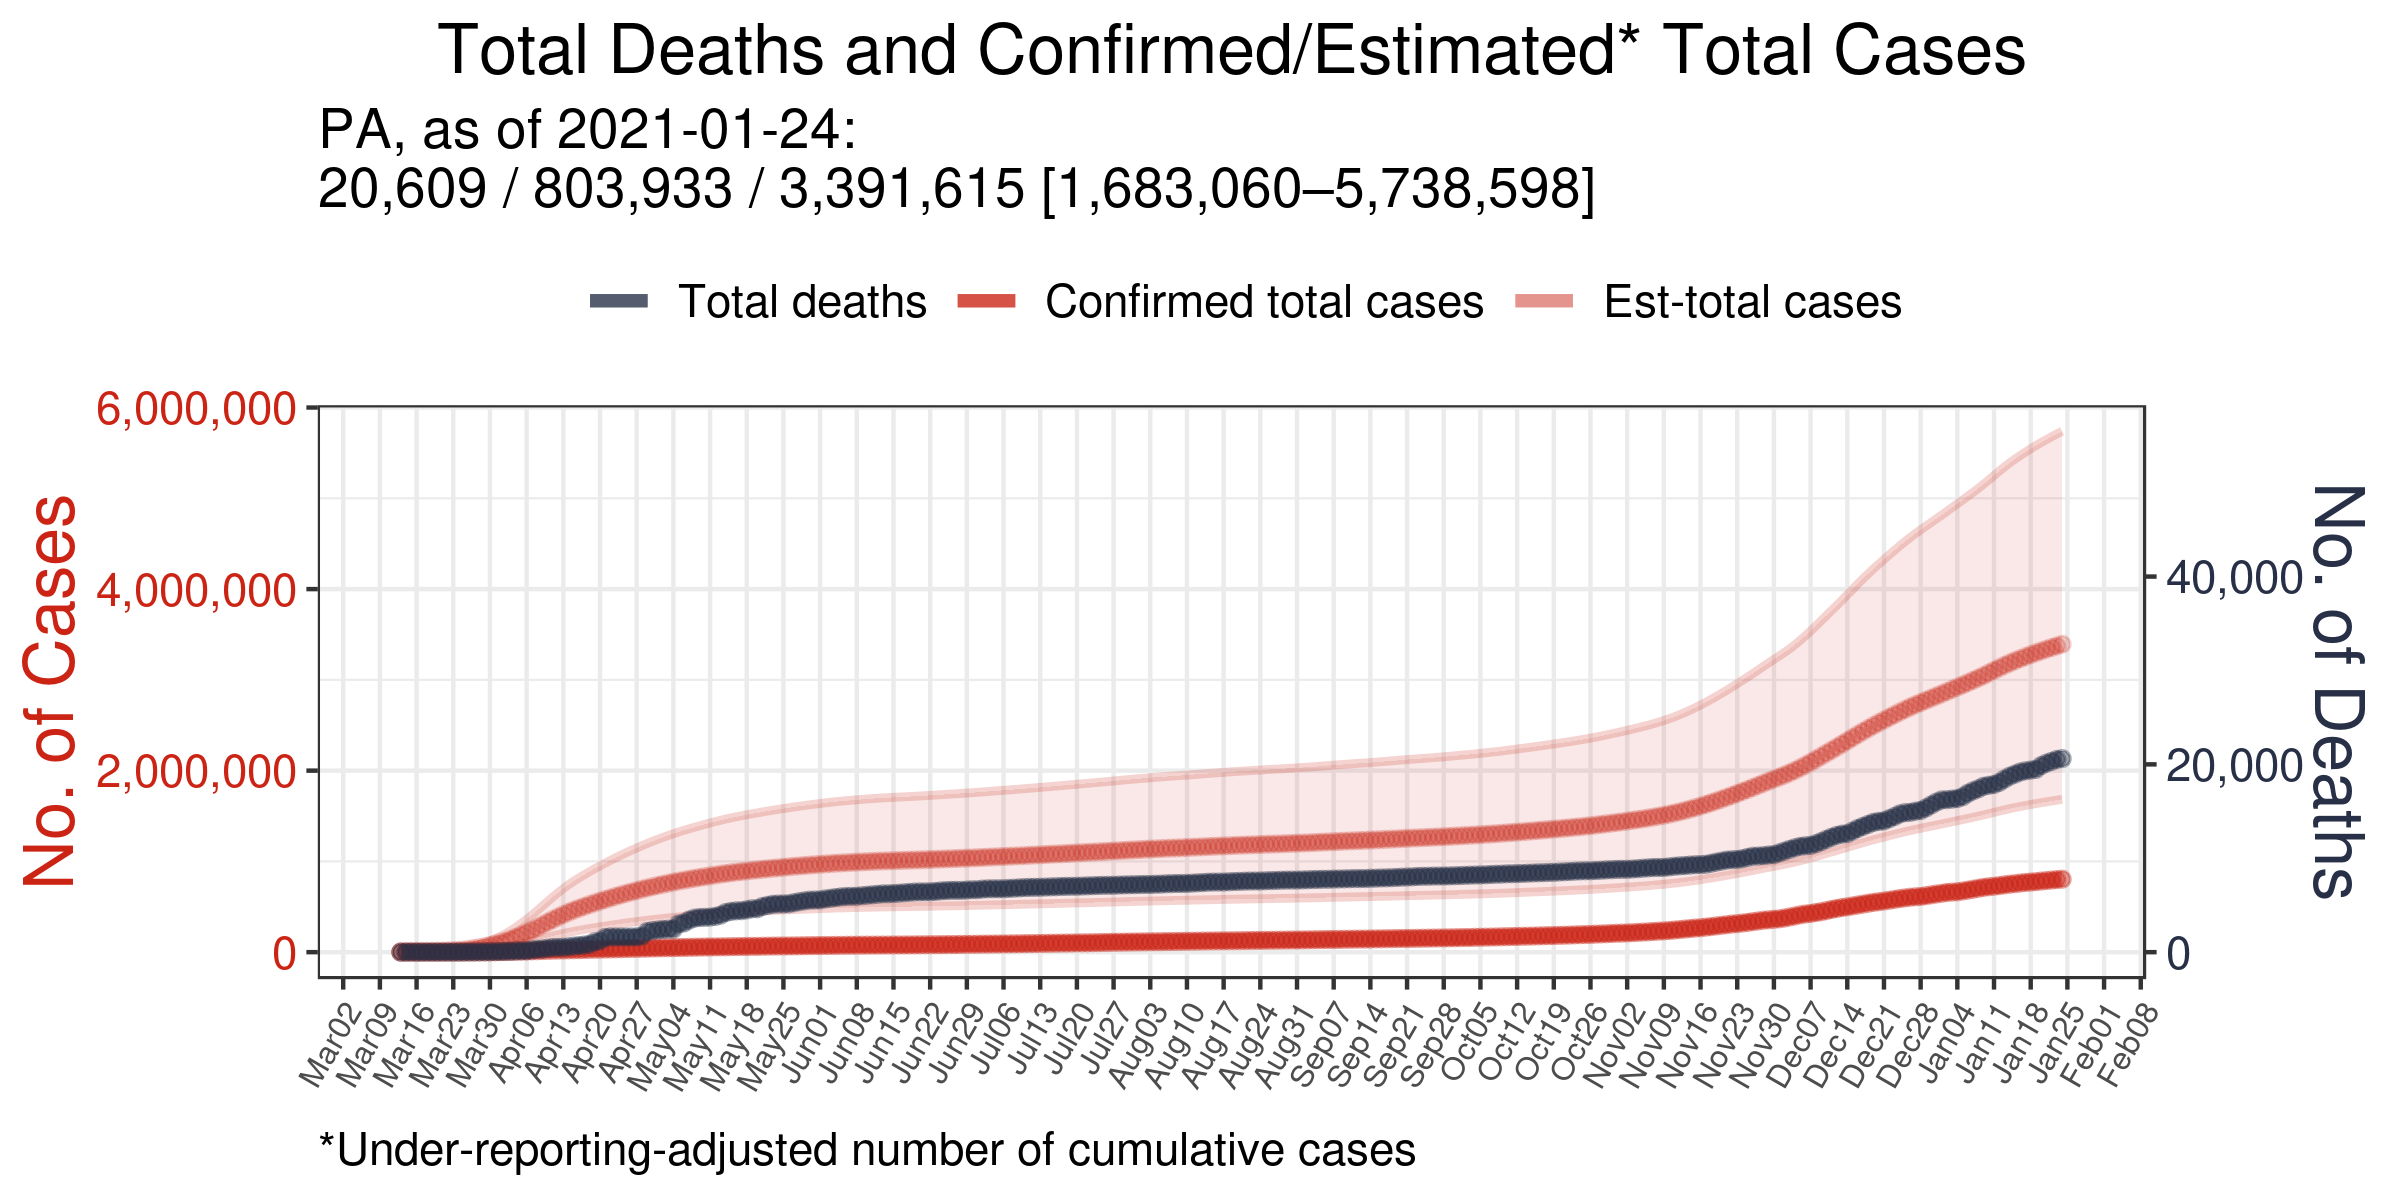 Total Deaths and Confirmed/Estimated* Total Cases
PA, as of 2021-01-24:
20,609 / 803,933 / 3,391,615 [1,683,060–5,738,598]
Total deaths
Confirmed total cases
Est-total cases
No. of Cases
6,000,000
4,000,000
2,000,000
0
40,000
20,000
0
No. of Deaths
Mar02
Mar09
Mar16
Mar23
Mar30
Apr06
Apr13
Apr20
Apr27
May04
May11
May18
May25
Jun01
Jun08
Jun15
Jun22
Jun29
Jul06
Jul13
Jul20
Jul27
Aug03
Aug10
Aug17
Aug24
Aug31
Sep07
Sep14
Sep21
Sep28
Oct05
Oct12
Oct19
Oct26
Nov02
Nov09
Nov16
Nov23
Nov30
Dec07
Dec14
Dec21
Dec28
Jan04
Jan11
Jan18
Jan25
Feb01
Feb08
*Under-reporting-adjusted number of cumulative cases